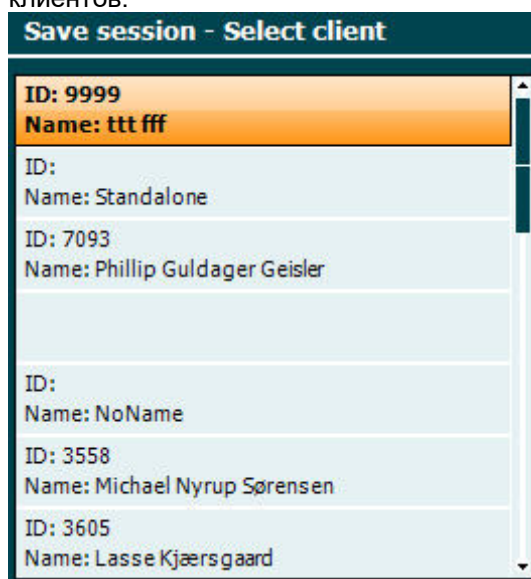 клиентов.
Save session - Select client
ID: 9999
Name: ttt fff
ID:
Name: Standalone
ID: 7093
Name: Phillip Guldager Geisler
ID:
Name: NoName
ID: 3558
Name: Michael Nyrup Sørensen
ID: 3605
Name: Lasse Kjærsgaard